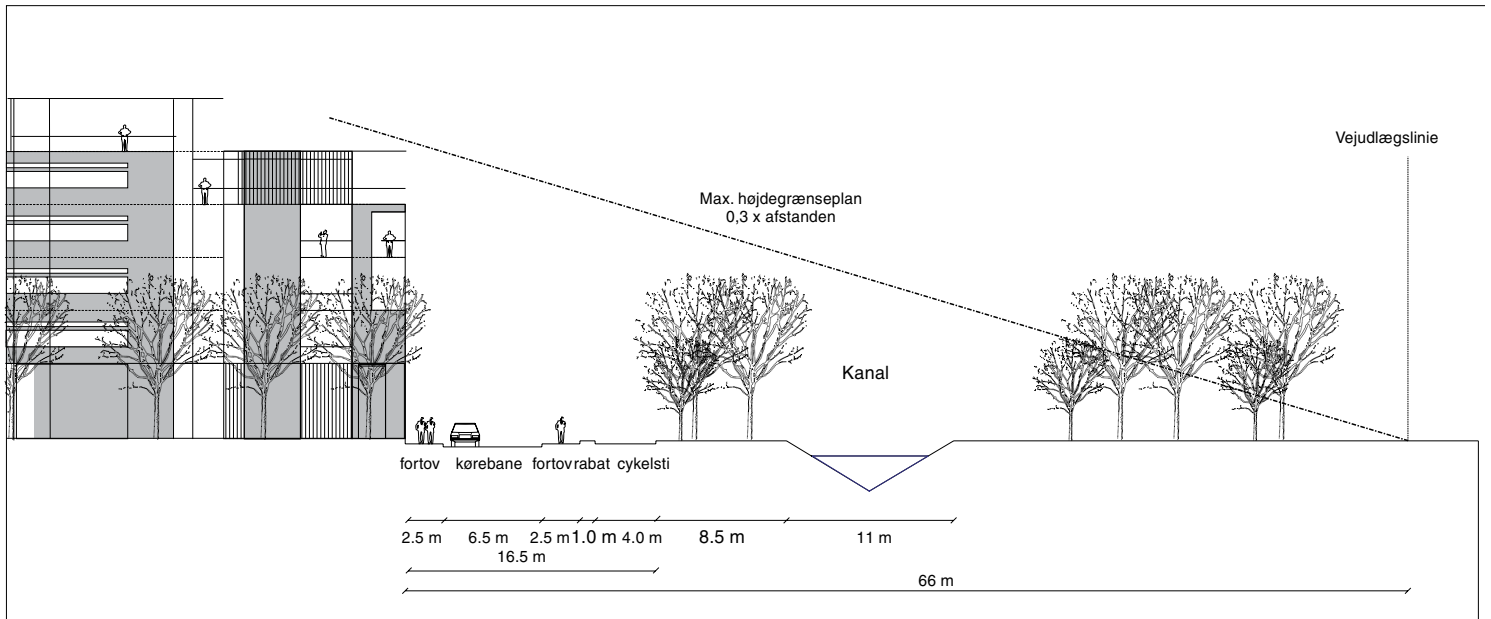 Vejudlægslinie
Max. højdegrænseplan
0,3 x afstanden
Kanal
fortov kørebane fortov rabat cykelsti
2.5 m 6.5 m 2.5 m 1.0 m 4.0 m 8.5 m 11 m
16.5 m
66 m